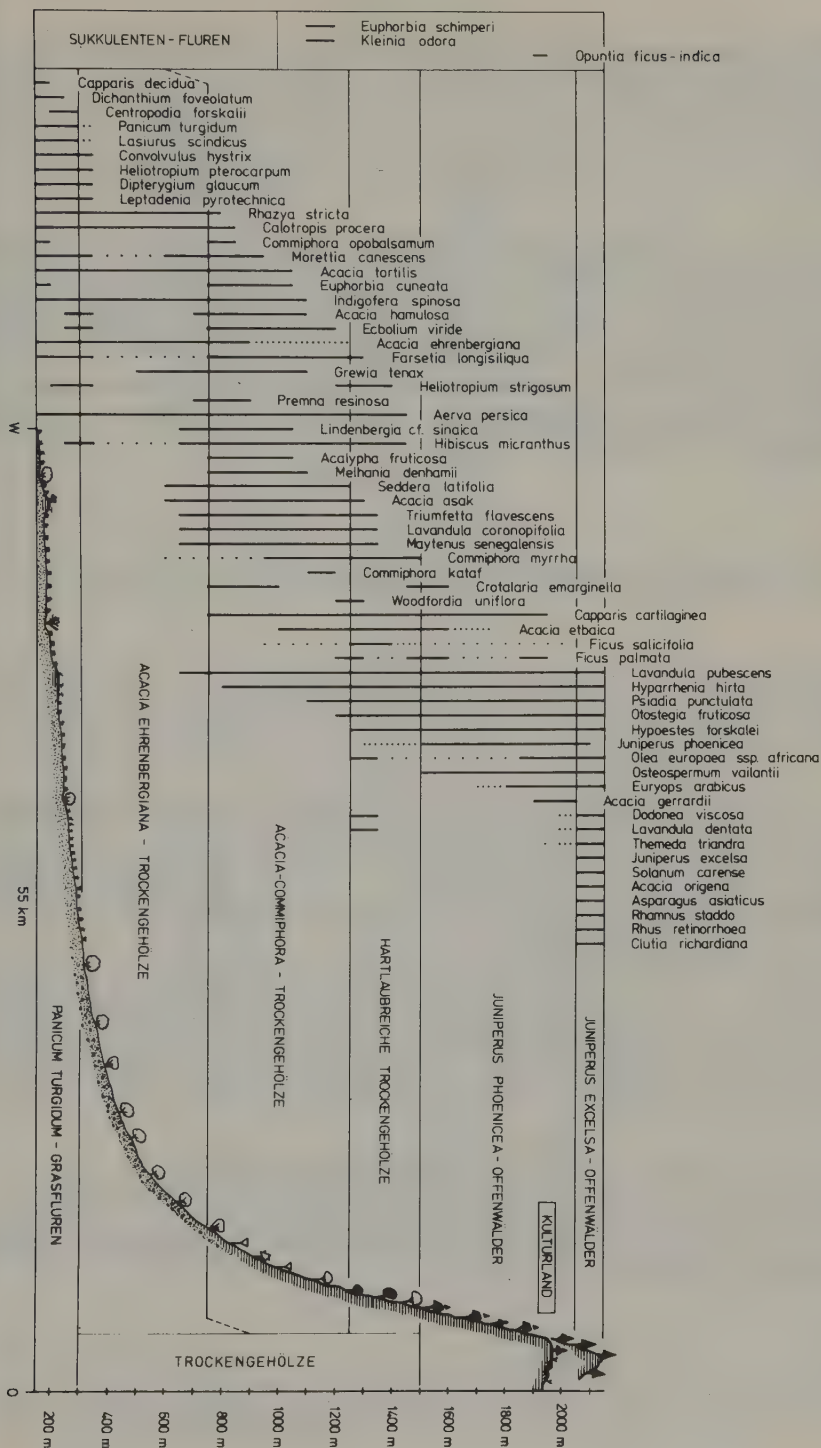 SUKKULENTEN - FLUREN
Euphorbia schimperi
Kleinia odora
Opuntia ficus-indica
Capparis decidua
Dichanthium foveolatum
Centropodia forskalii
Panicum turgidum
Lasiurus scindicus
Convolvulus hystrix
Heliotropium pterocarpum
Dipterygium glaucum
Leptadenia pyrotechnica
Rhazya stricta
Calotropis procera
Commiphora opobalsamum
Morettia canescens
Acacia tortilis
Euphorbia cuneata
Indigofera spinosa
Acacia hamulosa
Ecbolium viride
Acacia ehrenbergiana
Farsetia longisiliqua
Grewia tenax
Heliotropium strigosum
Premna resinosa
Aerva persica
Lindenbergia cf. sinaica
Hibiscus micranthus
Acalypha fruticosa
Melhania denhamii
Seddera latifolia
Acacia asak
Triumfetta flavescens
Lavandula coronopifolia
Maytenus senegalensis
Commiphora myrrha
Commiphora kataf
Crotalaria emarginella
Woodfordia uniflora
Capparis cartilaginea
Acacia etbaica
Ficus salicifolia
Ficus palmata
Lavandula pubescens
Hyparrhenia hirta
Psiadia punctulata
Otostegia fruticosa
Hypoestes forskalei
Juniperus phoenicea
Olea europaea ssp. africana
Osteospermum vailantii
Euryops arabicus
Acacia gerrardii
Dodonea viscosa
Lavandula dentata
Themeda triandra
Juniperus excelsa
Solanum carense
Acacia origena
Asparagus asiaticus
Rhamnus staddo
Rhus retinorrhoea
Clutia richardiana
W
55 km
O
PANICUM TURGIDUM - GRASFLUREN
ACACIA EHRENBERGIANA - TROCKENGEHÖLZE
ACACIA-COMMIPHORA - TROCKENGEHÖLZE
HARTLAUBREICHE TROCKENGEHÖLZE
JUNIPERUS PHOENICEA - OFFENWÄLDER
KULTURLAND
JUNIPERUS EXCELSA - OFFENWÄLDER
TROCKENGEHÖLZE
200 m
400 m
600 m
800 m
1000 m
1200 m
1400 m
1600 m
1800 m
2000 m